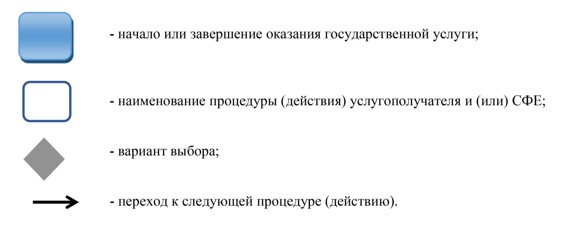 - начало или завершение оказания государственной услуги;
- наименование процедуры (действия) услугополучателя и (или) СФЕ;
- вариант выбора;
- переход к следующей процедуре (действию).